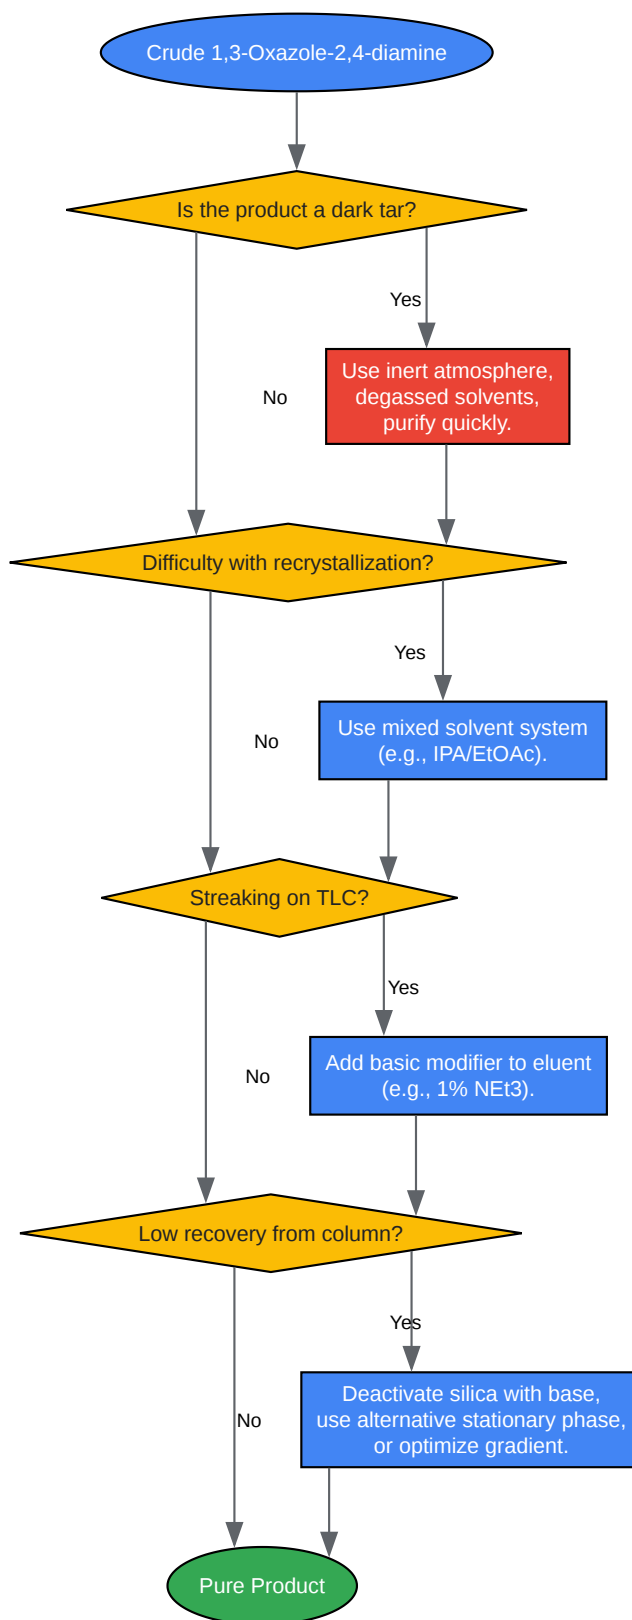 Crude 1,3-Oxazole-2,4-diamine
Is the product a dark tar?
Yes
Use inert atmosphere,
degassed solvents,
purify quickly.
No
Difficulty with recrystallization?
Yes
Use mixed solvent system
(e.g., IPA/EtOAc).
No
Streaking on TLC?
Yes
Add basic modifier to eluent
(e.g., 1% NEt3).
No
Low recovery from column?
Yes
Deactivate silica with base,
use alternative stationary phase,
or optimize gradient.
No
Pure Product